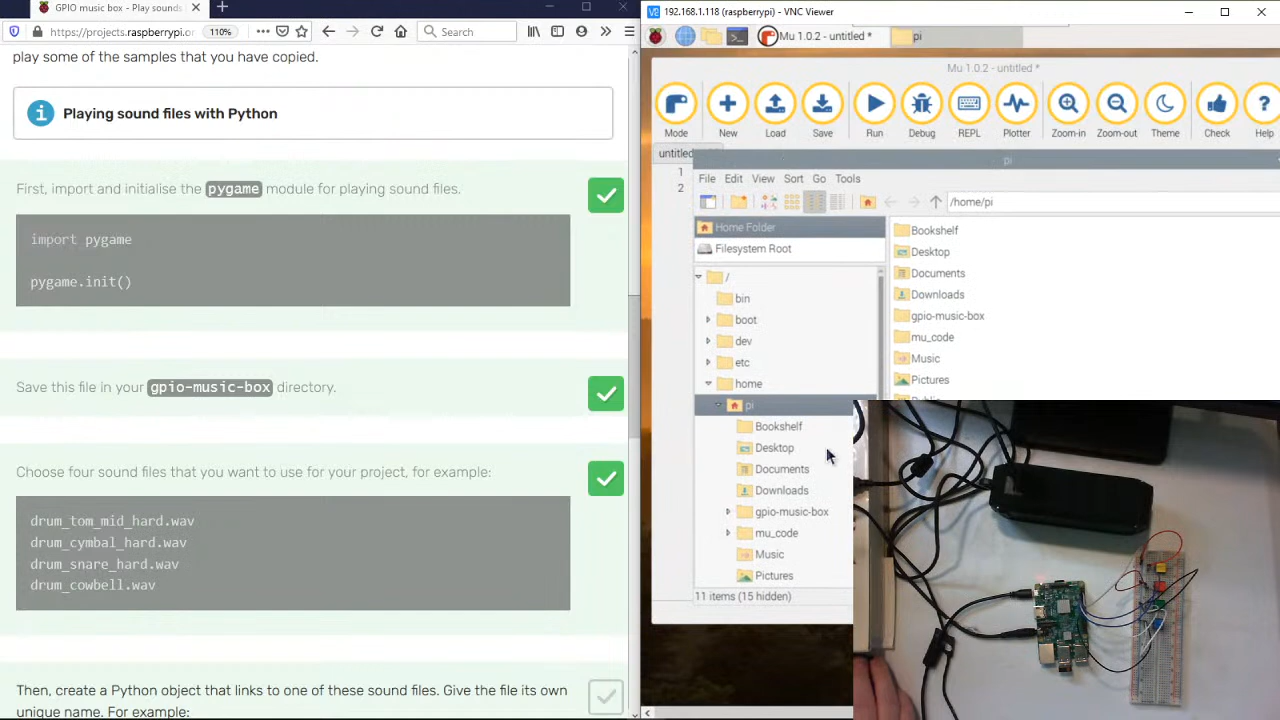 GPIO music box - Play sounds
https://projects.raspberrypi.or
110%
Search
play some of the samples that you have copied.
Playing sound files with Python
First, import and initialise the pygame module for playing sound files.
import pygame
pygame.init()
Save this file in your gpio-music-box directory.
Choose four sound files that you want to use for your project, for example:
drum_tom_mid_hard.wav
drum_cymbal_hard.wav
drum_snare_hard.wav
drum_cowbell.wav
Then, create a Python object that links to one of these sound files. Give the file its own
unique name. For example:
192.168.1.118 (raspberrypi) - VNC Viewer
Mu 1.0.2 - untitled *
pi
Mu 1.0.2 - untitled *
Mode
New
Load
Save
Run
Debug
REPL
Plotter
Zoom-in
Zoom-out
Theme
Check
Help
untitled
1
2
pi
File Edit View Sort Go Tools
/home/pi
Home Folder
Filesystem Root
/
bin
boot
dev
etc
home
pi
Bookshelf
Desktop
Documents
Downloads
gpio-music-box
mu_code
Music
Pictures
Bookshelf
Desktop
Documents
Downloads
gpio-music-box
mu_code
Music
Pictures
Public
11 items (15 hidden)